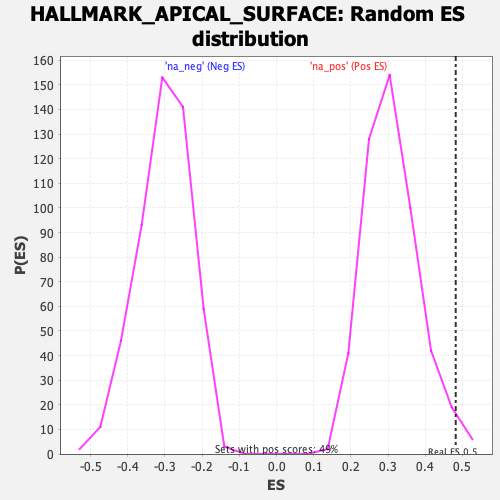 HALLMARK_APICAL_SURFACE: Random ES
distribution
'na_neg' (Neg ES) 'na_pos' (Pos ES)
160
150
140
130
120
110
100
90
80
70
60
50
40
30
20
10
0
P(ES)
Sets with pos scores: 49%
Real ES 0.5
-0.5 -0.4 -0.3 -0.2 -0.1 0.0 0.1 0.2 0.3 0.4 0.5
ES